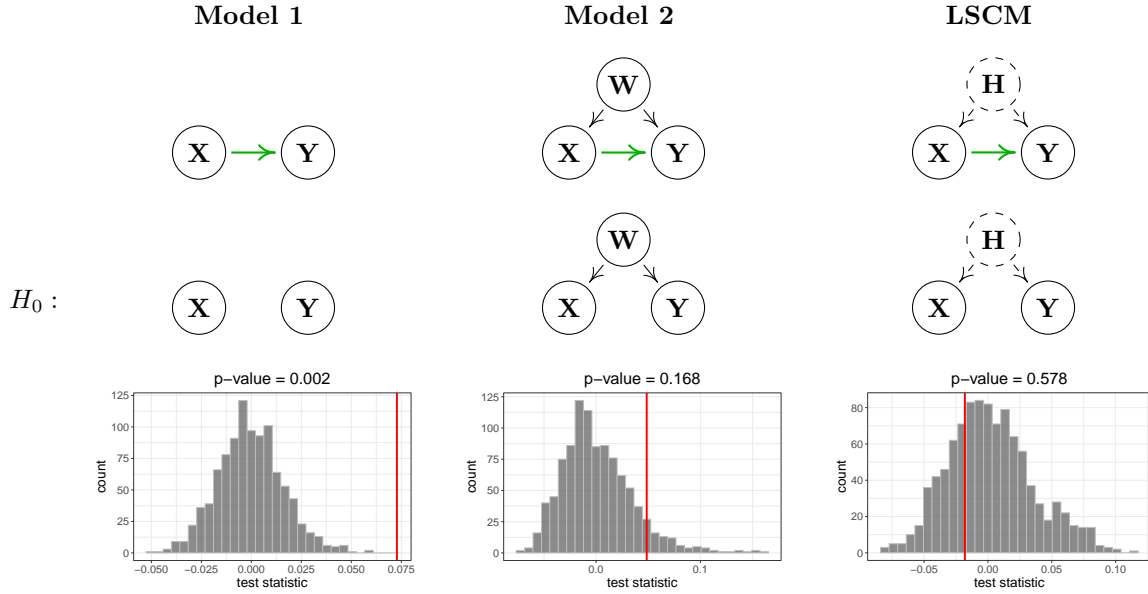 Model 1 Model 2 LSCM
W H
X Y X Y X Y
W H
H₀ : X Y X Y X Y
p−value = 0.002 p−value = 0.168 p−value = 0.578
count 0 25 50 75 100 125
−0.050 −0.025 0.000 0.025 0.050 0.075
test statistic
count 0 25 50 75 100 125
0.0 0.1
test statistic
count 0 20 40 60 80
−0.05 0.00 0.05 0.10
test statistic